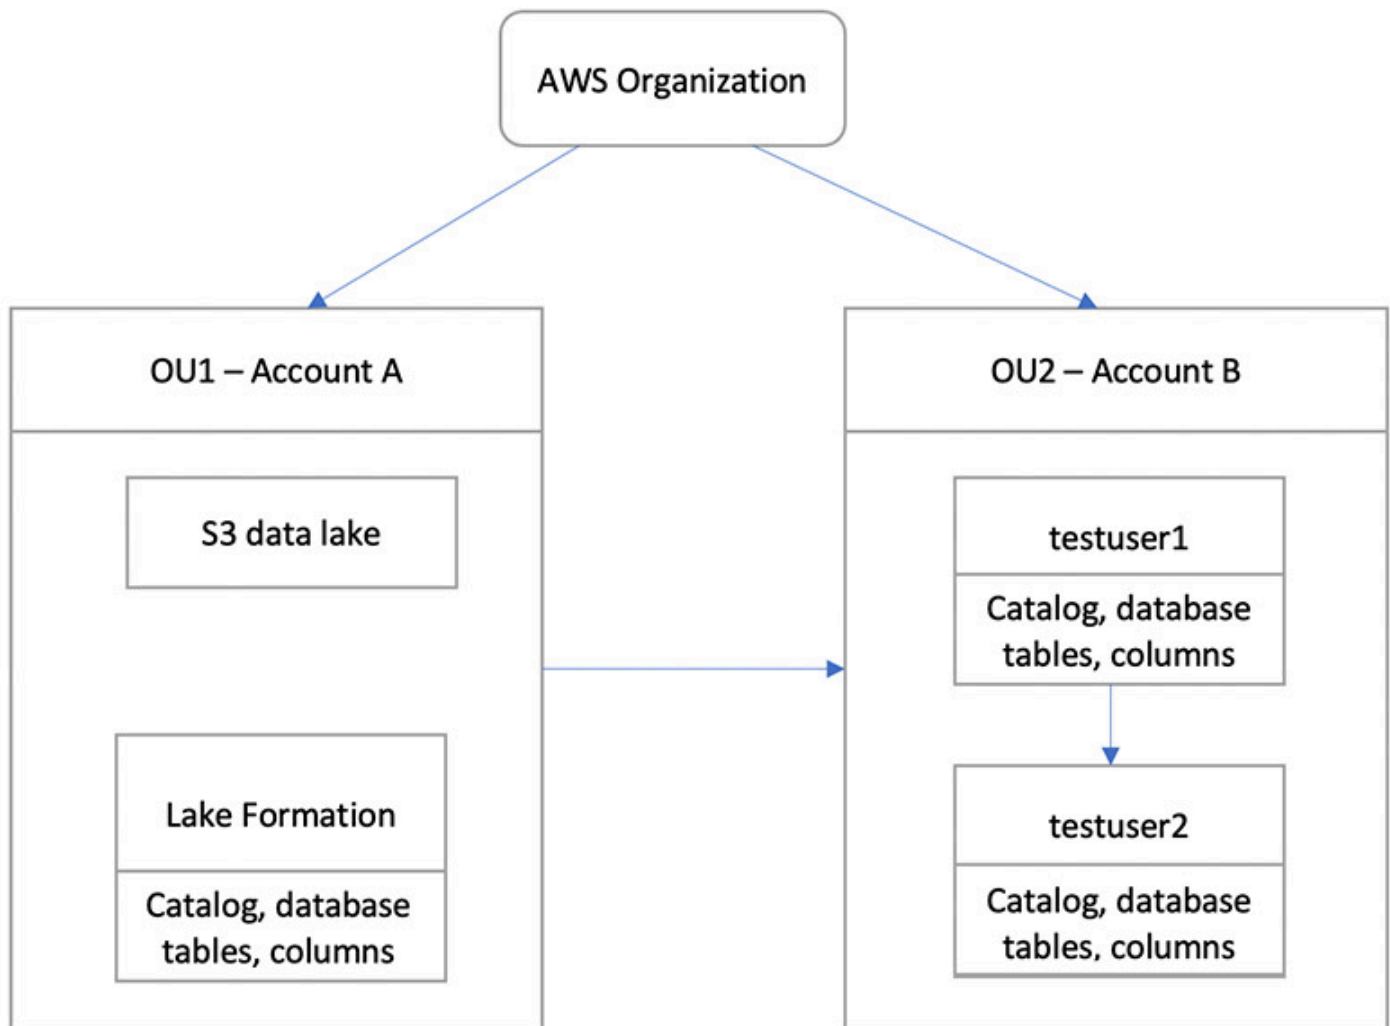 AWS Organization
OU1 – Account A
S3 data lake
Lake Formation
Catalog, database
tables, columns
OU2 – Account B
testuser1
Catalog, database
tables, columns
testuser2
Catalog, database
tables, columns